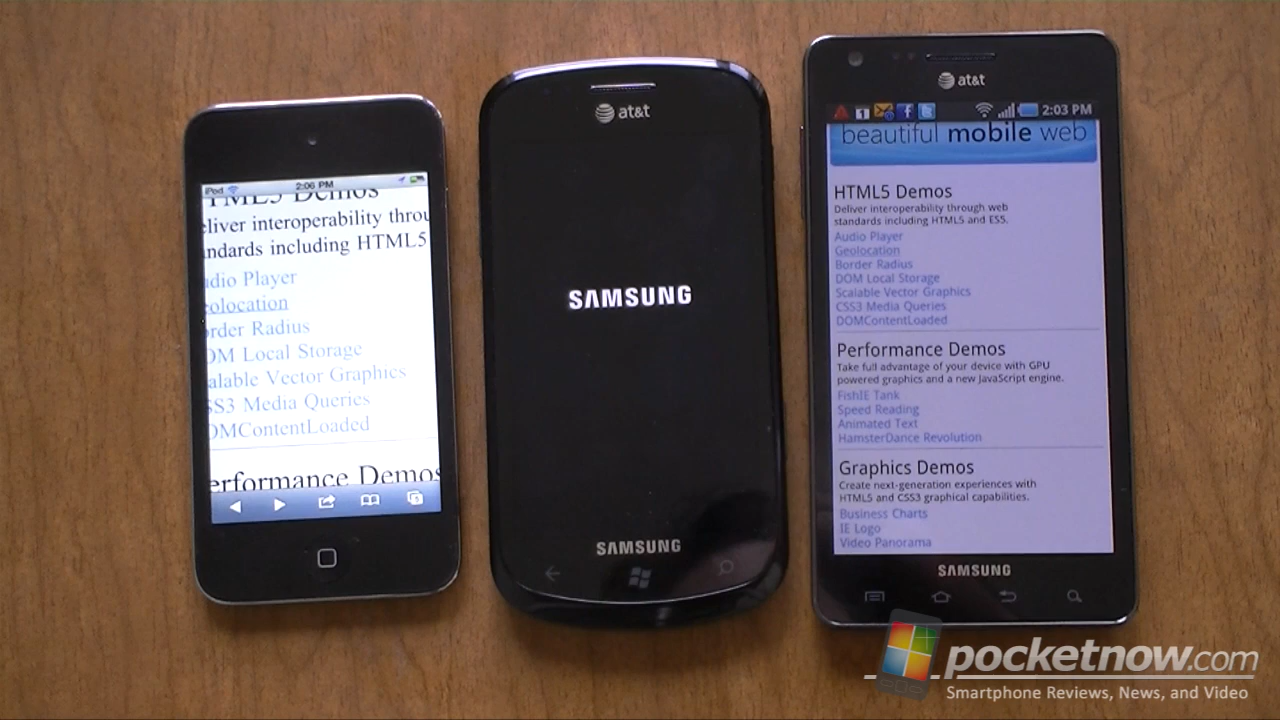 iPod
2:06 PM
HTML5 Demos
eliver interoperability throu
andards including HTML5
udio Player
eolocation
order Radius
OM Local Storage
alable Vector Graphics
SS3 Media Queries
OMContentLoaded
erformance Demos
at&t
SAMSUNG
SAMSUNG
at&t
1
2:03 PM
beautiful mobile web
HTML5 Demos
Deliver interoperability through web
standards including HTML5 and ES5.
Audio Player
Geolocation
Border Radius
DOM Local Storage
Scalable Vector Graphics
CSS3 Media Queries
DOMContentLoaded
Performance Demos
Take full advantage of your device with GPU
powered graphics and a new JavaScript engine.
FishIE Tank
Speed Reading
Animated Text
HamsterDance Revolution
Graphics Demos
Create next-generation experiences with
HTML5 and CSS3 graphical capabilities.
Business Charts
IE Logo
Video Panorama
SAMSUNG
pocketnow.com
Smartphone Reviews, News, and Video